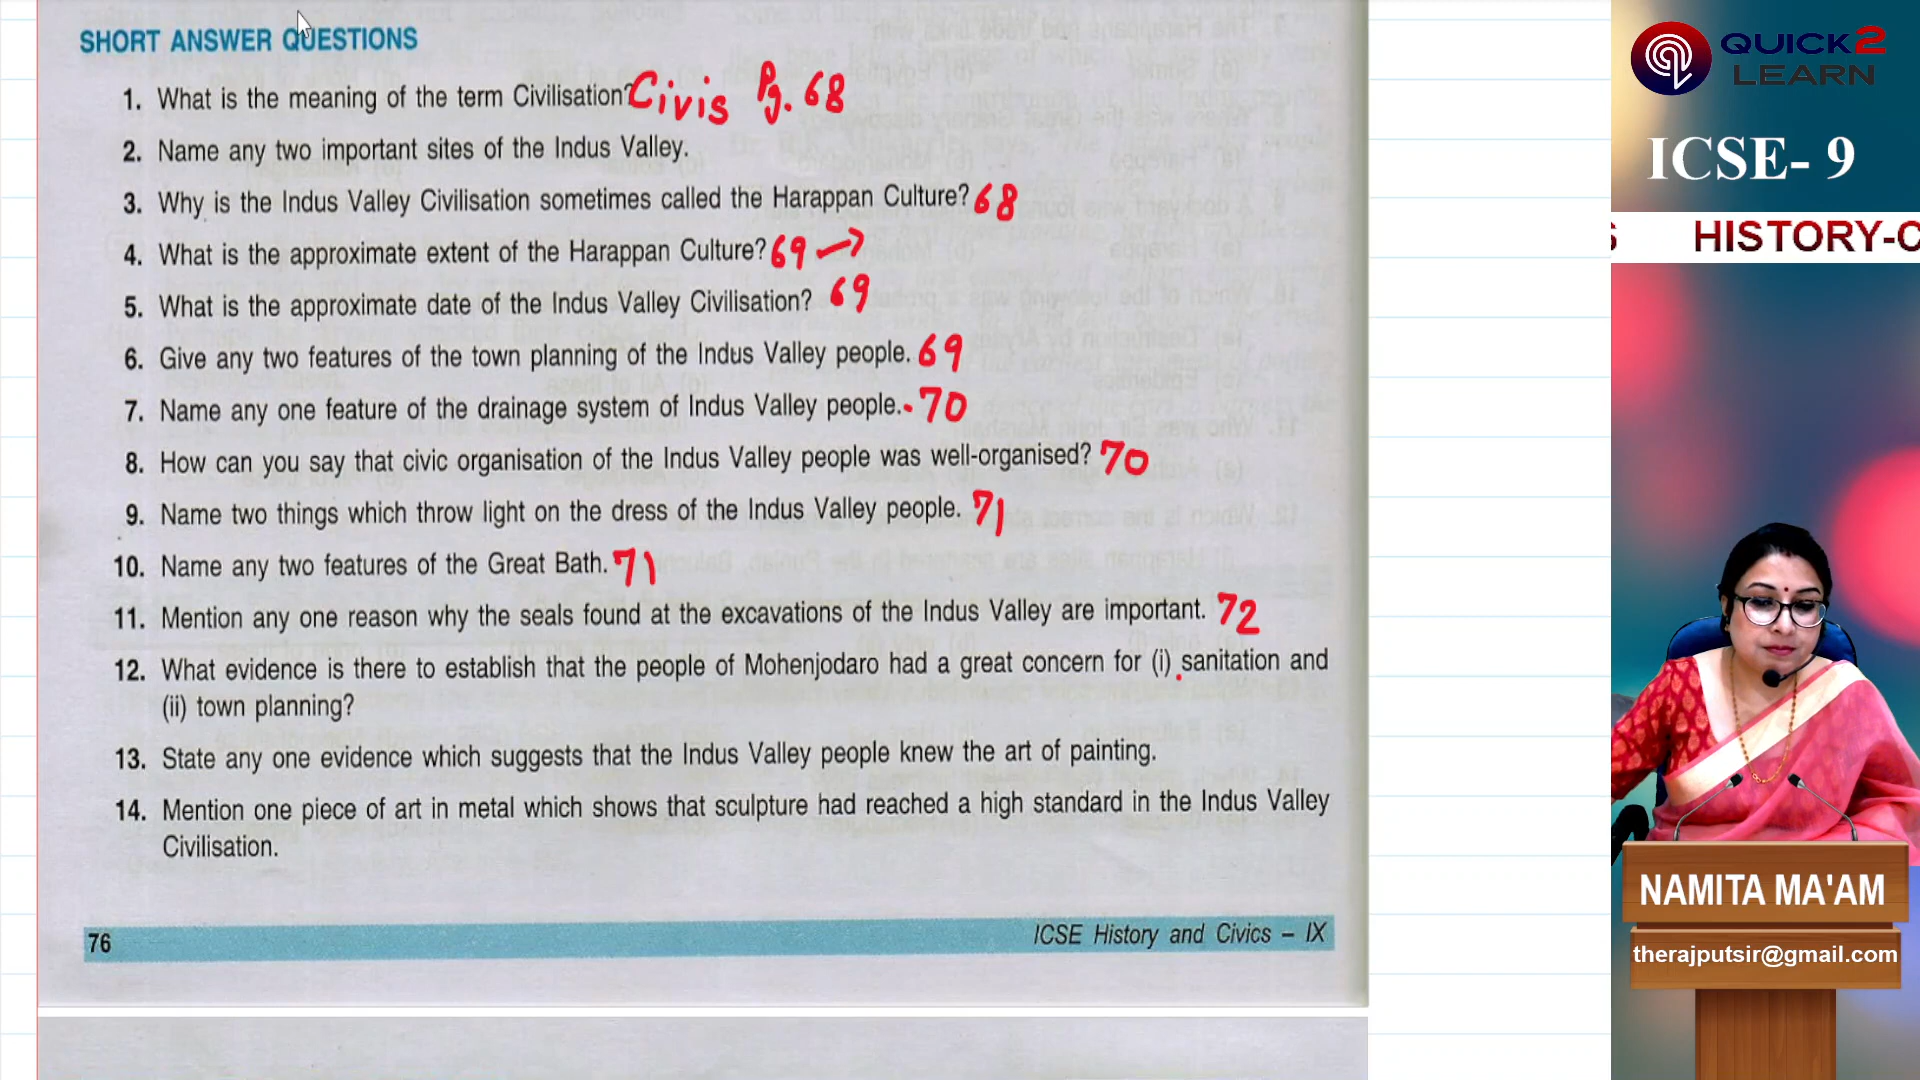 SHORT ANSWER QUESTIONS
1. What is the meaning of the term Civilisation? Civis Pg. 68
2. Name any two important sites of the Indus Valley.
3. Why is the Indus Valley Civilisation sometimes called the Harappan Culture? 68
4. What is the approximate extent of the Harappan Culture? 69 →
5. What is the approximate date of the Indus Valley Civilisation? 69
6. Give any two features of the town planning of the Indus Valley people. 69
7. Name any one feature of the drainage system of Indus Valley people. - 70
8. How can you say that civic organisation of the Indus Valley people was well-organised? 70
9. Name two things which throw light on the dress of the Indus Valley people. 71
10. Name any two features of the Great Bath. 71
11. Mention any one reason why the seals found at the excavations of the Indus Valley are important. 72
12. What evidence is there to establish that the people of Mohenjodaro had a great concern for (i) sanitation and
(ii) town planning?
13. State any one evidence which suggests that the Indus Valley people knew the art of painting.
14. Mention one piece of art in metal which shows that sculpture had reached a high standard in the Indus Valley
Civilisation.
76
ICSE History and Civics – IX
QUICK2
LEARN
ICSE- 9
S HISTORY-C
NAMITA MA'AM
therajputsir@gmail.com